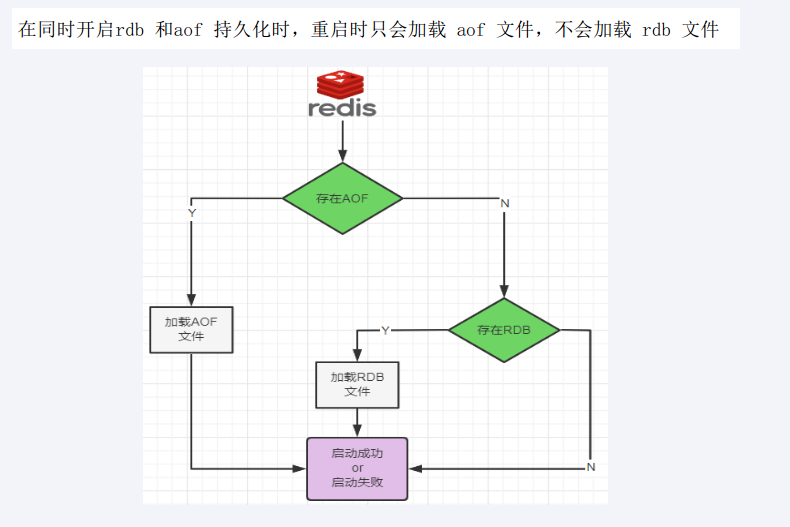 在同时开启rdb 和aof 持久化时，重启时只会加载 aof 文件，不会加载 rdb 文件
redis
存在AOF
Y
N
加载AOF
文件
存在RDB
Y
加载RDB
文件
启动成功
or
启动失败
N